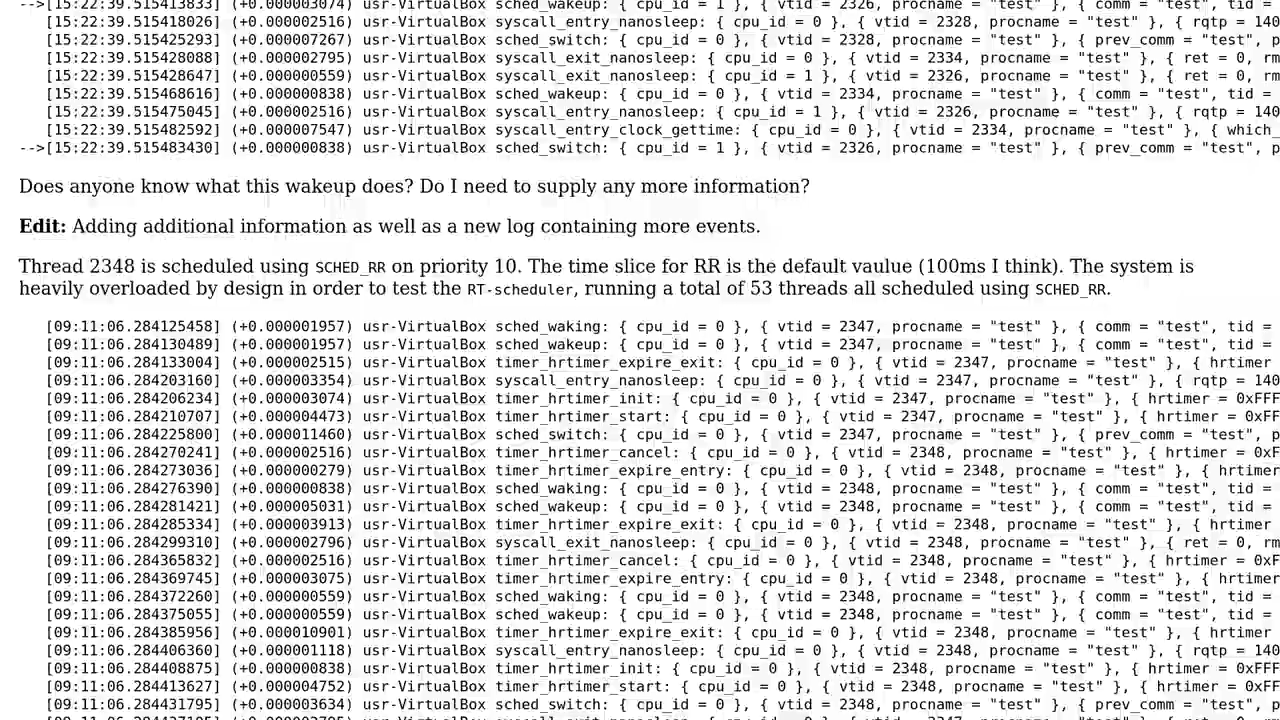 -->[15:22:39.515413833] (+0.000003074) usr-VirtualBox sched_wakeup: { cpu_id = 1 }, { vtid = 2326, procname = "test" }, { comm = "test", tid =
[15:22:39.515418026] (+0.000002516) usr-VirtualBox syscall_entry_nanosleep: { cpu_id = 0 }, { vtid = 2328, procname = "test" }, { rqtp = 140
[15:22:39.515425293] (+0.000007267) usr-VirtualBox sched_switch: { cpu_id = 0 }, { vtid = 2328, procname = "test" }, { prev_comm = "test", p
[15:22:39.515428088] (+0.000002795) usr-VirtualBox syscall_exit_nanosleep: { cpu_id = 0 }, { vtid = 2334, procname = "test" }, { ret = 0, rm
[15:22:39.515428647] (+0.000000559) usr-VirtualBox syscall_exit_nanosleep: { cpu_id = 1 }, { vtid = 2326, procname = "test" }, { ret = 0, rm
[15:22:39.515468616] (+0.000000838) usr-VirtualBox sched_wakeup: { cpu_id = 0 }, { vtid = 2334, procname = "test" }, { comm = "test", tid =
[15:22:39.515475045] (+0.000002516) usr-VirtualBox syscall_entry_nanosleep: { cpu_id = 1 }, { vtid = 2326, procname = "test" }, { rqtp = 140
[15:22:39.515482592] (+0.000007547) usr-VirtualBox syscall_entry_clock_gettime: { cpu_id = 0 }, { vtid = 2334, procname = "test" }, { which_
-->[15:22:39.515483430] (+0.000000838) usr-VirtualBox sched_switch: { cpu_id = 1 }, { vtid = 2326, procname = "test" }, { prev_comm = "test", p
Does anyone know what this wakeup does? Do I need to supply any more information?
Edit: Adding additional information as well as a new log containing more events.
Thread 2348 is scheduled using SCHED_RR on priority 10. The time slice for RR is the default vaulue (100ms I think). The system is
heavily overloaded by design in order to test the RT-scheduler, running a total of 53 threads all scheduled using SCHED_RR.
[09:11:06.284125458] (+0.000001957) usr-VirtualBox sched_waking: { cpu_id = 0 }, { vtid = 2347, procname = "test" }, { comm = "test", tid =
[09:11:06.284130489] (+0.000001957) usr-VirtualBox sched_wakeup: { cpu_id = 0 }, { vtid = 2347, procname = "test" }, { comm = "test", tid =
[09:11:06.284133004] (+0.000002515) usr-VirtualBox timer_hrtimer_expire_exit: { cpu_id = 0 }, { vtid = 2347, procname = "test" }, { hrtimer
[09:11:06.284203160] (+0.000003354) usr-VirtualBox syscall_entry_nanosleep: { cpu_id = 0 }, { vtid = 2347, procname = "test" }, { rqtp = 140
[09:11:06.284206234] (+0.000003074) usr-VirtualBox timer_hrtimer_init: { cpu_id = 0 }, { vtid = 2347, procname = "test" }, { hrtimer = 0xFFF
[09:11:06.284210707] (+0.000004473) usr-VirtualBox timer_hrtimer_start: { cpu_id = 0 }, { vtid = 2347, procname = "test" }, { hrtimer = 0xFF
[09:11:06.284225800] (+0.000011460) usr-VirtualBox sched_switch: { cpu_id = 0 }, { vtid = 2347, procname = "test" }, { prev_comm = "test", p
[09:11:06.284270241] (+0.000002516) usr-VirtualBox timer_hrtimer_cancel: { cpu_id = 0 }, { vtid = 2348, procname = "test" }, { hrtimer = 0xF
[09:11:06.284273036] (+0.000000279) usr-VirtualBox timer_hrtimer_expire_entry: { cpu_id = 0 }, { vtid = 2348, procname = "test" }, { hrtimer
[09:11:06.284276390] (+0.000000838) usr-VirtualBox sched_waking: { cpu_id = 0 }, { vtid = 2348, procname = "test" }, { comm = "test", tid =
[09:11:06.284281421] (+0.000005031) usr-VirtualBox sched_wakeup: { cpu_id = 0 }, { vtid = 2348, procname = "test" }, { comm = "test", tid =
[09:11:06.284285334] (+0.000003913) usr-VirtualBox timer_hrtimer_expire_exit: { cpu_id = 0 }, { vtid = 2348, procname = "test" }, { hrtimer
[09:11:06.284299310] (+0.000002796) usr-VirtualBox syscall_exit_nanosleep: { cpu_id = 0 }, { vtid = 2348, procname = "test" }, { ret = 0, rm
[09:11:06.284365832] (+0.000002516) usr-VirtualBox timer_hrtimer_cancel: { cpu_id = 0 }, { vtid = 2348, procname = "test" }, { hrtimer = 0xF
[09:11:06.284369745] (+0.000003075) usr-VirtualBox timer_hrtimer_expire_entry: { cpu_id = 0 }, { vtid = 2348, procname = "test" }, { hrtimer
[09:11:06.284372260] (+0.000000559) usr-VirtualBox sched_waking: { cpu_id = 0 }, { vtid = 2348, procname = "test" }, { comm = "test", tid =
[09:11:06.284375055] (+0.000000559) usr-VirtualBox sched_wakeup: { cpu_id = 0 }, { vtid = 2348, procname = "test" }, { comm = "test", tid =
[09:11:06.284385956] (+0.000010901) usr-VirtualBox timer_hrtimer_expire_exit: { cpu_id = 0 }, { vtid = 2348, procname = "test" }, { hrtimer
[09:11:06.284406360] (+0.000001118) usr-VirtualBox syscall_entry_nanosleep: { cpu_id = 0 }, { vtid = 2348, procname = "test" }, { rqtp = 140
[09:11:06.284408875] (+0.000000838) usr-VirtualBox timer_hrtimer_init: { cpu_id = 0 }, { vtid = 2348, procname = "test" }, { hrtimer = 0xFFF
[09:11:06.284413627] (+0.000004752) usr-VirtualBox timer_hrtimer_start: { cpu_id = 0 }, { vtid = 2348, procname = "test" }, { hrtimer = 0xFF
[09:11:06.284431795] (+0.000003634) usr-VirtualBox sched_switch: { cpu_id = 0 }, { vtid = 2348, procname = "test" }, { prev_comm = "test", p